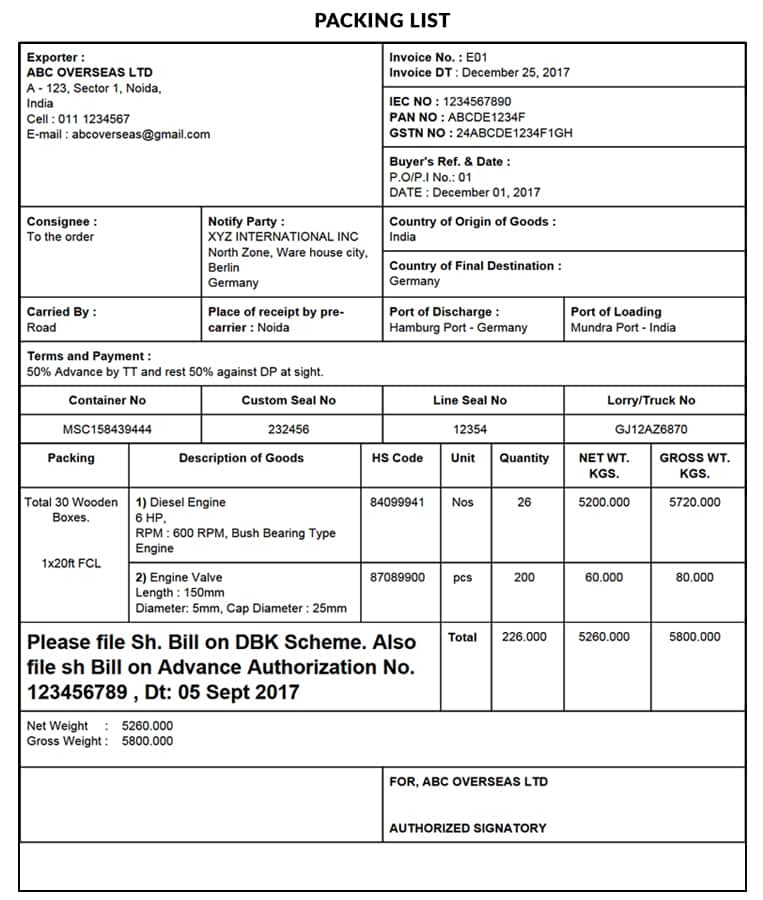 PACKING LIST
Exporter :
ABC OVERSEAS LTD
A - 123, Sector 1, Noida,
India
Cell : 011 1234567
E-mail : abcoverseas@gmail.com
Invoice No. : E01
Invoice DT : December 25, 2017
IEC NO : 1234567890
PAN NO : ABCDE1234F
GSTN NO : 24ABCDE1234F1GH
Buyer's Ref. & Date :
P.O/P.I No.: 01
DATE : December 01, 2017
Consignee :
To the order
Notify Party :
XYZ INTERNATIONAL INC
North Zone, Ware house city,
Berlin
Germany
Country of Origin of Goods :
India
Country of Final Destination :
Germany
Carried By :
Road
Place of receipt by pre-
carrier : Noida
Port of Discharge :
Hamburg Port - Germany
Port of Loading
Mundra Port - India
Terms and Payment :
50% Advance by TT and rest 50% against DP at sight.
Container No Custom Seal No Line Seal No Lorry/Truck No
MSC158439444 232456 12354 GJ12AZ6870
Packing Description of Goods HS Code Unit Quantity NET WT. GROSS WT.
KGS. KGS.
Total 30 Wooden
Boxes.
1x20ft FCL
1) Diesel Engine 84099941 Nos 26 5200.000 5720.000
6 HP,
RPM : 600 RPM, Bush Bearing Type
Engine
2) Engine Valve 87089900 pcs 200 60.000 80.000
Length : 150mm
Diameter: 5mm, Cap Diameter : 25mm
Please file Sh. Bill on DBK Scheme. Also
file sh Bill on Advance Authorization No.
123456789 , Dt: 05 Sept 2017
Total 226.000 5260.000 5800.000
Net Weight : 5260.000
Gross Weight : 5800.000
FOR, ABC OVERSEAS LTD
AUTHORIZED SIGNATORY